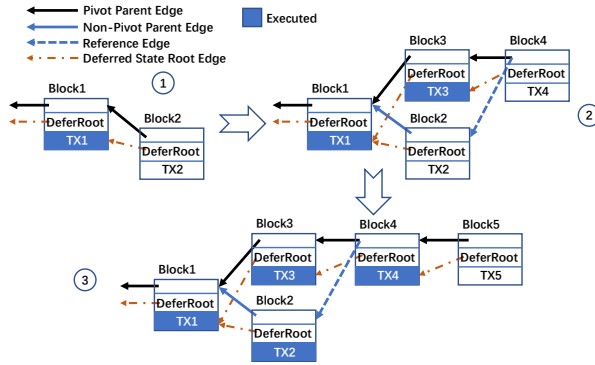 Pivot Parent Edge
Non-Pivot Parent Edge
Reference Edge
Deferred State Root Edge
Executed
1
Block1
DeferRoot
TX1
Block2
DeferRoot
TX2
Block3
DeferRoot
TX3
Block4
DeferRoot
TX4
Block1
DeferRoot
TX1
Block2
DeferRoot
TX2
2
3
Block3
DeferRoot
TX3
Block4
DeferRoot
TX4
Block5
DeferRoot
TX5
Block1
DeferRoot
TX1
Block2
DeferRoot
TX2